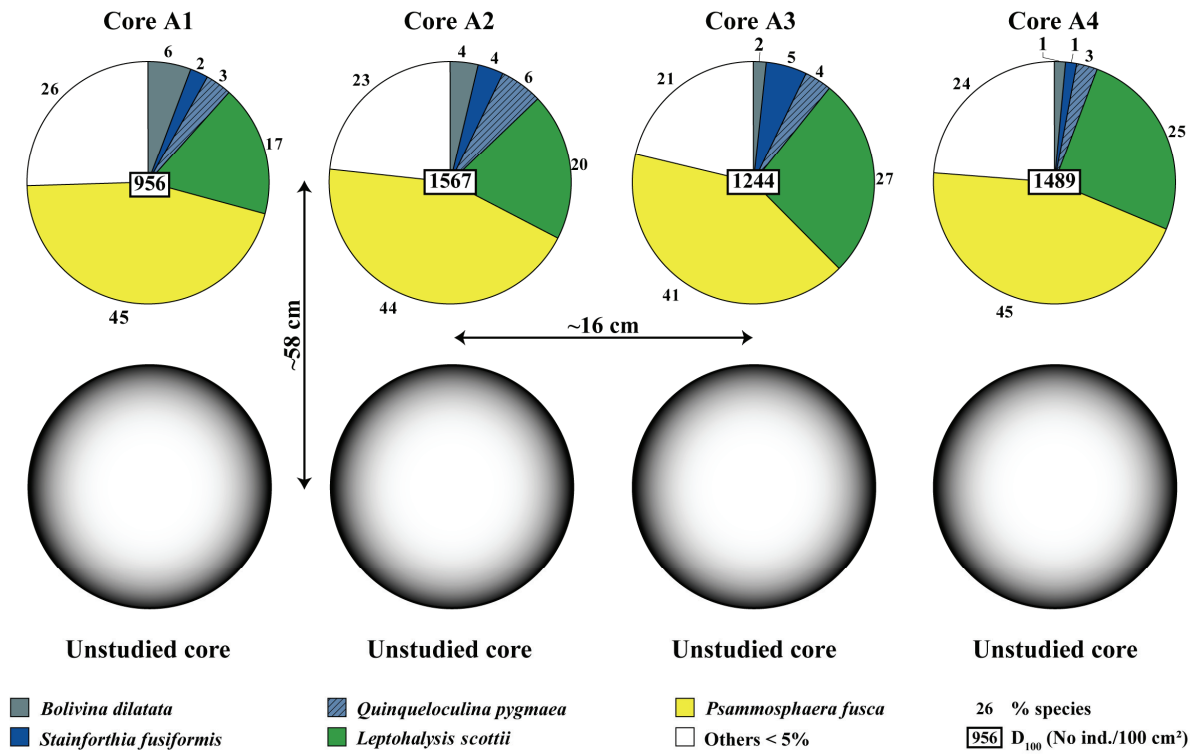 Core A1
Core A2
Core A3
Core A4
6
2
3
17
45
26
956
4
4
6
20
44
23
1567
2
5
4
27
41
21
1244
1
1
3
25
45
24
1489
~58 cm
~16 cm
Unstudied core
Unstudied core
Unstudied core
Unstudied core
Bolivina dilatata
Stainforthia fusiformis
Quinqueloculina pygmaea
Leptohalysis scottii
Psammosphaera fusca
Others < 5%
26 % species
956 D₁₀₀ (No ind./100 cm²)